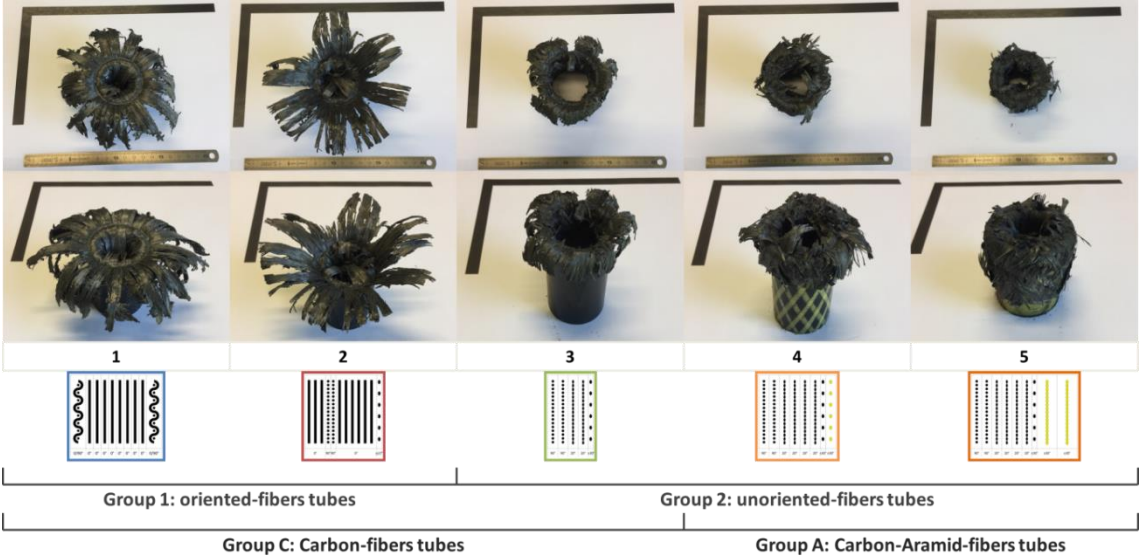 1 2 3 4 5
Group 1: oriented-fibers tubes Group 2: unoriented-fibers tubes
Group C: Carbon-fibers tubes Group A: Carbon-Aramid-fibers tubes